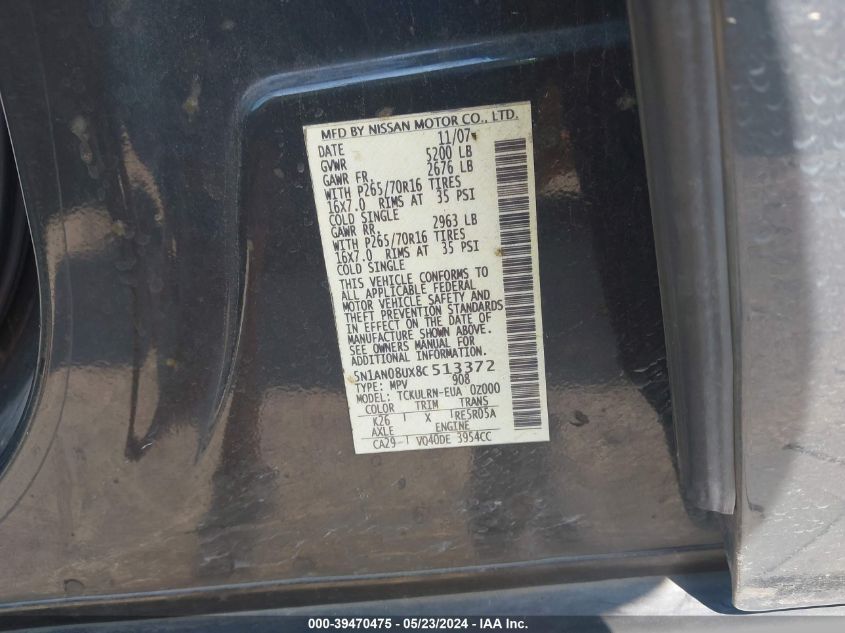 MFD BY NISSAN MOTOR CO., LTD.
DATE 11/07
GVWR 5200 LB
GAWR FR. 2676 LB
WITH P265/70R16 TIRES
16X7.0 RIMS AT 35 PSI
COLD SINGLE
GAWR RR. 2963 LB
WITH P265/70R16 TIRES
16X7.0 RIMS AT 35 PSI
COLD SINGLE
THIS VEHICLE CONFORMS TO
ALL APPLICABLE FEDERAL
MOTOR VEHICLE SAFETY AND
THEFT PREVENTION STANDARDS
IN EFFECT ON THE DATE OF
MANUFACTURE SHOWN ABOVE.
SEE OWNERS MANUAL FOR
ADDITIONAL INFORMATION.
5N1AN08UX8C513372
TYPE: MPV 908
MODEL: TCKULRN-EUA 0Z000
COLOR TRIM TRANS
K26 X RE5R05A
AXLE ENGINE
CA29 VQ40DE 3954CC
000-39470475 - 05/23/2024 - IAA Inc.